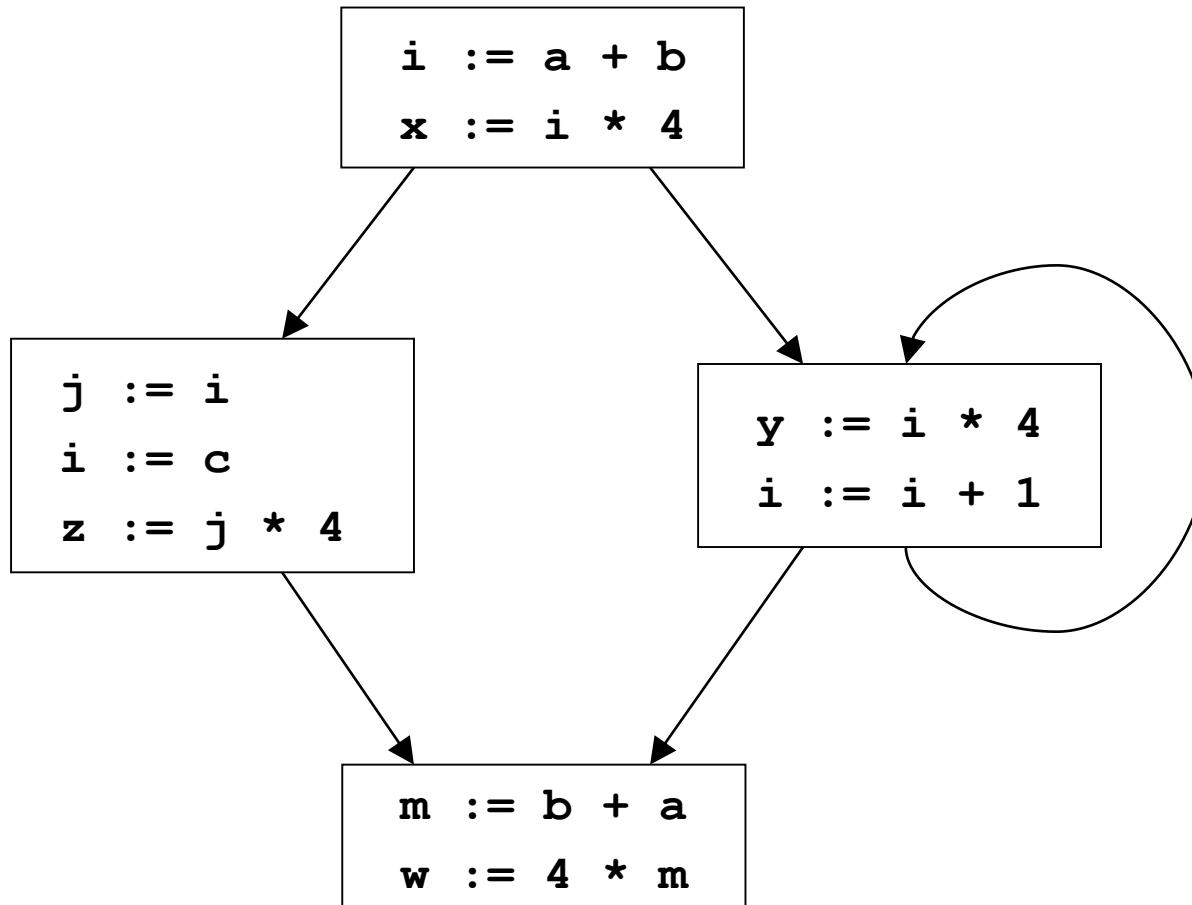 i := a + b
x := i * 4
j := i
i := c
z := j * 4
y := i * 4
i := i + 1
m := b + a
w := 4 * m